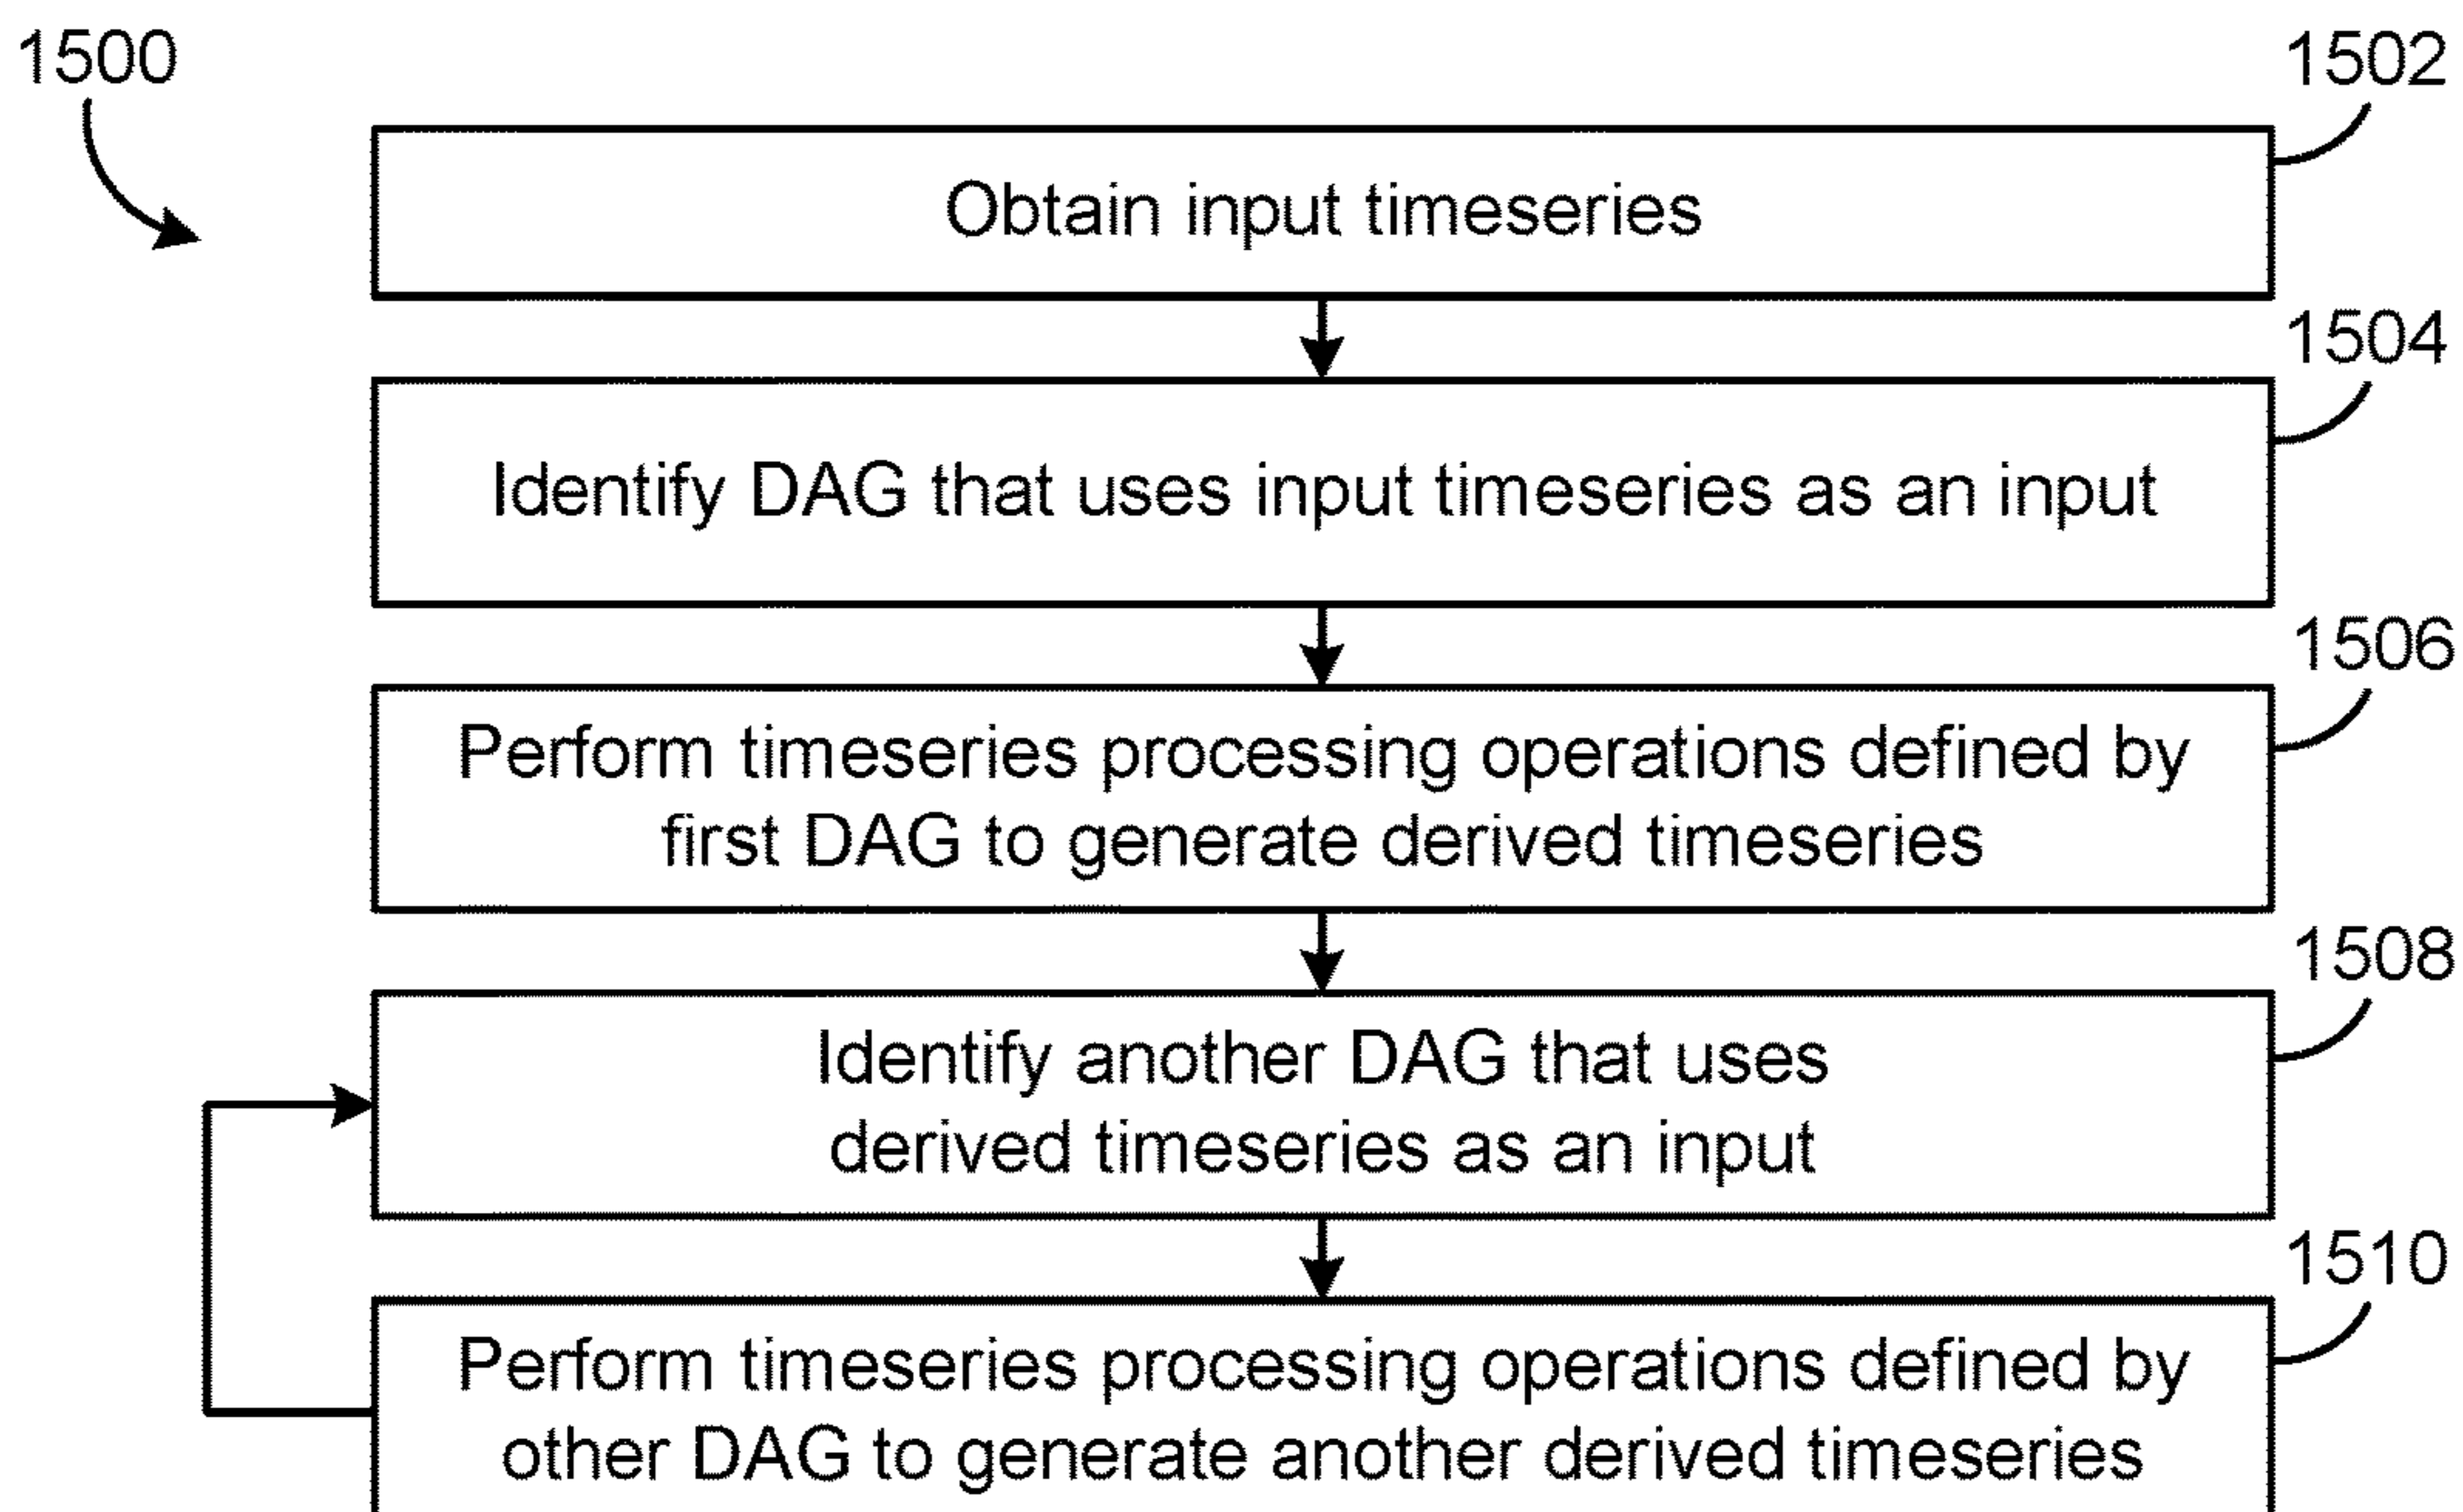 1500
1502
Obtain input timeseries
1504
Identify DAG that uses input timeseries as an input
1506
Perform timeseries processing operations defined by
first DAG to generate derived timeseries
1508
Identify another DAG that uses
derived timeseries as an input
1510
Perform timeseries processing operations defined by
other DAG to generate another derived timeseries